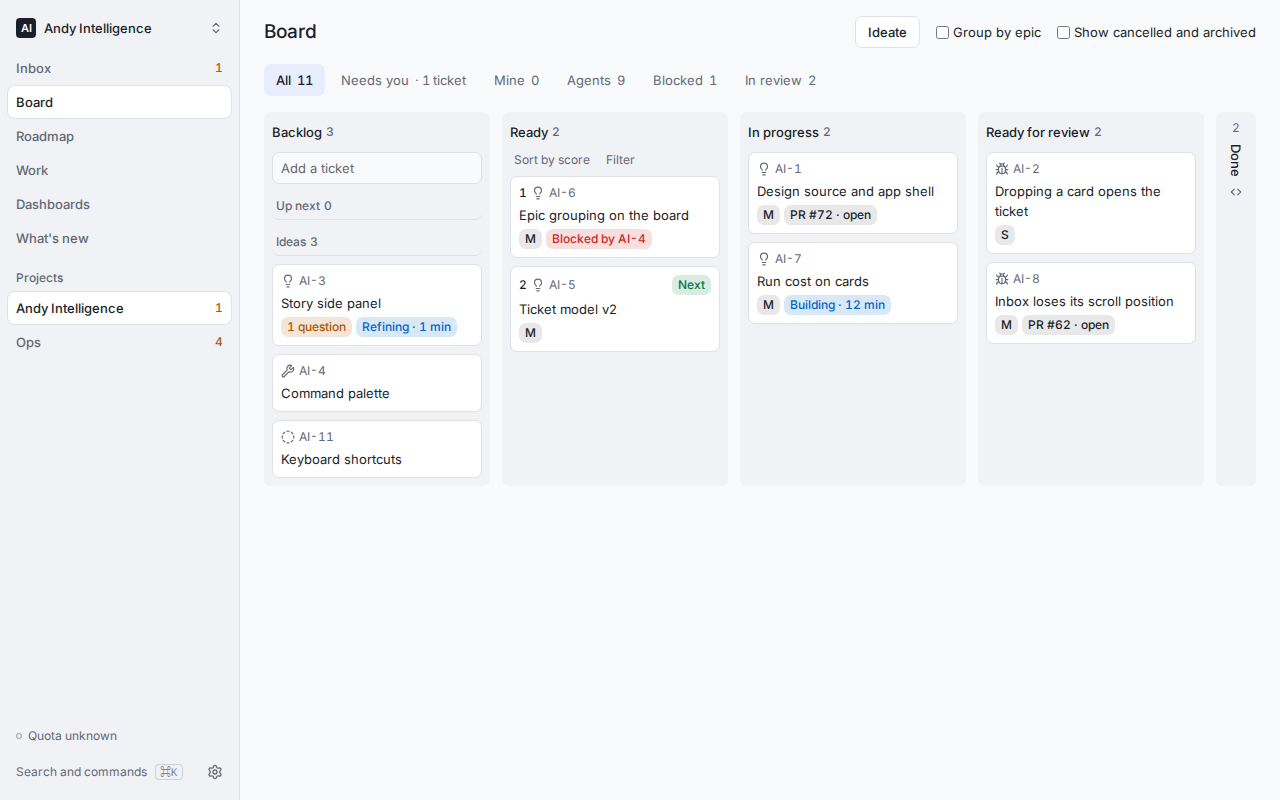 AI Andy Intelligence
Inbox 1
Board
Roadmap
Work
Dashboards
What's new
Projects
Andy Intelligence 1
Ops 4
Quota unknown
Search and commands ⌘K
Board
Ideate
Group by epic
Show cancelled and archived
All 11
Needs you · 1 ticket
Mine 0
Agents 9
Blocked 1
In review 2
Backlog 3
Add a ticket
Up next 0
Ideas 3
AI-3
Story side panel
1 question Refining · 1 min
AI-4
Command palette
AI-11
Keyboard shortcuts
Ready 2
Sort by score Filter
1 AI-6
Epic grouping on the board
M Blocked by AI-4
2 AI-5 Next
Ticket model v2
M
In progress 2
AI-1
Design source and app shell
M PR #72 · open
AI-7
Run cost on cards
M Building · 12 min
Ready for review 2
AI-2
Dropping a card opens the
ticket
S
AI-8
Inbox loses its scroll position
M PR #62 · open
2
Done